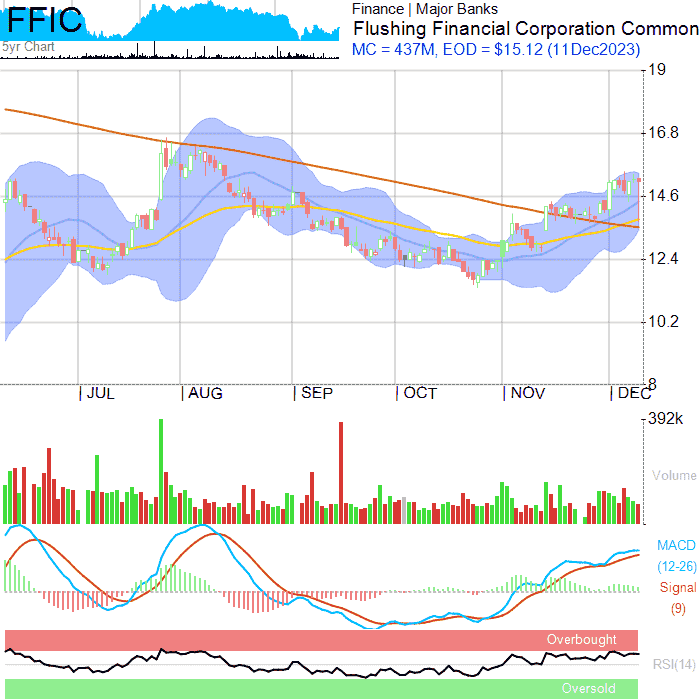 FFIC
5yr Chart
Finance | Major Banks
Flushing Financial Corporation Common
MC = 437M, EOD = $15.12 (11Dec2023)
19
16.8
14.6
12.4
10.2
8
JUL AUG SEP OCT NOV DEC
392k
Volume
MACD
(12-26)
Signal
(9)
Overbought
RSI(14)
Oversold